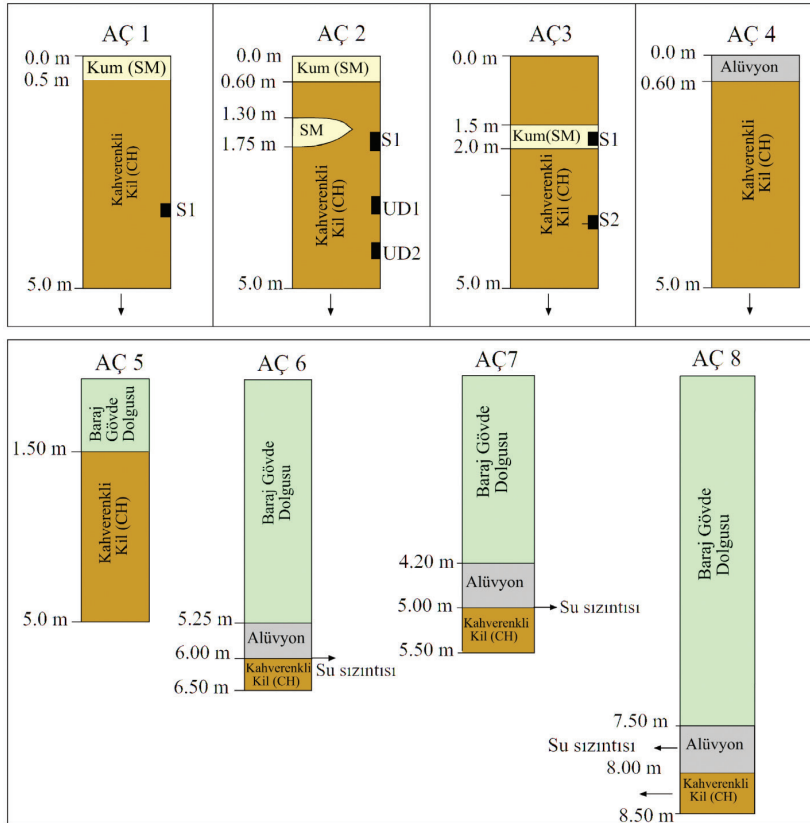 AÇ 1
0.0 m
0.5 m
Kum (SM)
Kahverenkli
Kil (CH)
S1
5.0 m
AÇ 2
0.0 m
0.60 m
1.30 m
1.75 m
Kum (SM)
SM
Kahverenkli
Kil (CH)
S1
UD1
UD2
5.0 m
AÇ3
0.0 m
1.5 m
Kum(SM)
2.0 m
S1
Kahverenkli
Kil (CH)
S2
5.0 m
AÇ 4
0.0 m
0.60 m
Alüvyon
Kahverenkli
Kil (CH)
5.0 m
AÇ 5
Baraj Gövde
Dolgusu
1.50 m
Kahverenkli
Kil (CH)
5.0 m
AÇ 6
Baraj Gövde
Dolgusu
5.25 m
Alüvyon
6.00 m
Su sızıntısı
Kahverenkli
Kil (CH)
6.50 m
AÇ7
Baraj Gövde
Dolgusu
4.20 m
Alüvyon
5.00 m
Su sızıntısı
Kahverenkli
Kil (CH)
5.50 m
AÇ 8
Baraj Gövde
Dolgusu
7.50 m
Su sızıntısı
Alüvyon
8.00 m
Kahverenkli
Kil (CH)
8.50 m